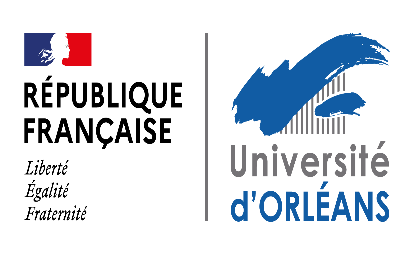 RÉPUBLIQUE
FRANÇAISE
Liberté
Égalité
Fraternité
Université
d'ORLÉANS